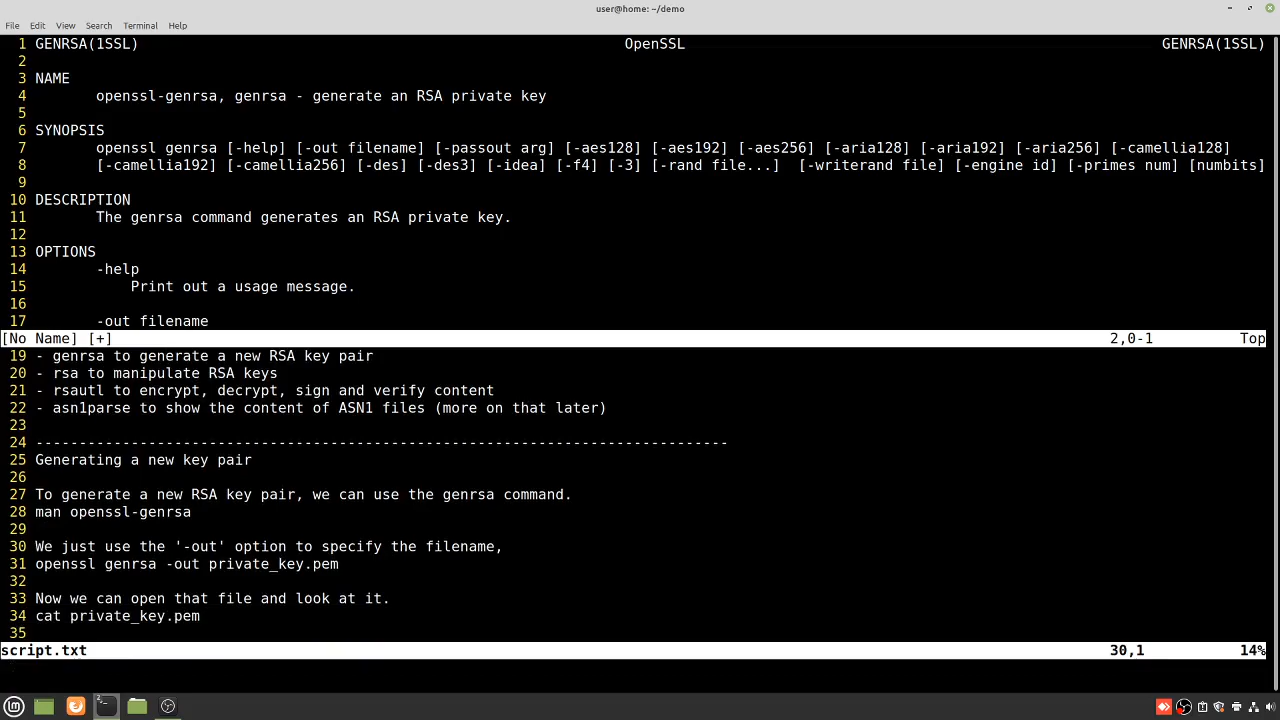 user@home: ~/demo
File Edit View Search Terminal Help
1 GENRSA(1SSL) OpenSSL GENRSA(1SSL)
2
3 NAME
4 openssl-genrsa, genrsa - generate an RSA private key
5
6 SYNOPSIS
7 openssl genrsa [-help] [-out filename] [-passout arg] [-aes128] [-aes192] [-aes256] [-aria128] [-aria192] [-aria256] [-camellia128]
8 [-camellia192] [-camellia256] [-des] [-des3] [-idea] [-f4] [-3] [-rand file...] [-writerand file] [-engine id] [-primes num] [numbits]
9
10 DESCRIPTION
11 The genrsa command generates an RSA private key.
12
13 OPTIONS
14 -help
15 Print out a usage message.
16
17 -out filename
[No Name] [+] 2,0-1 Top
19 - genrsa to generate a new RSA key pair
20 - rsa to manipulate RSA keys
21 - rsautl to encrypt, decrypt, sign and verify content
22 - asn1parse to show the content of ASN1 files (more on that later)
23
24 --------------------------------------------------------------------------------
25 Generating a new key pair
26
27 To generate a new RSA key pair, we can use the genrsa command.
28 man openssl-genrsa
29
30 We just use the '-out' option to specify the filename,
31 openssl genrsa -out private_key.pem
32
33 Now we can open that file and look at it.
34 cat private_key.pem
35
script.txt 30,1 14%